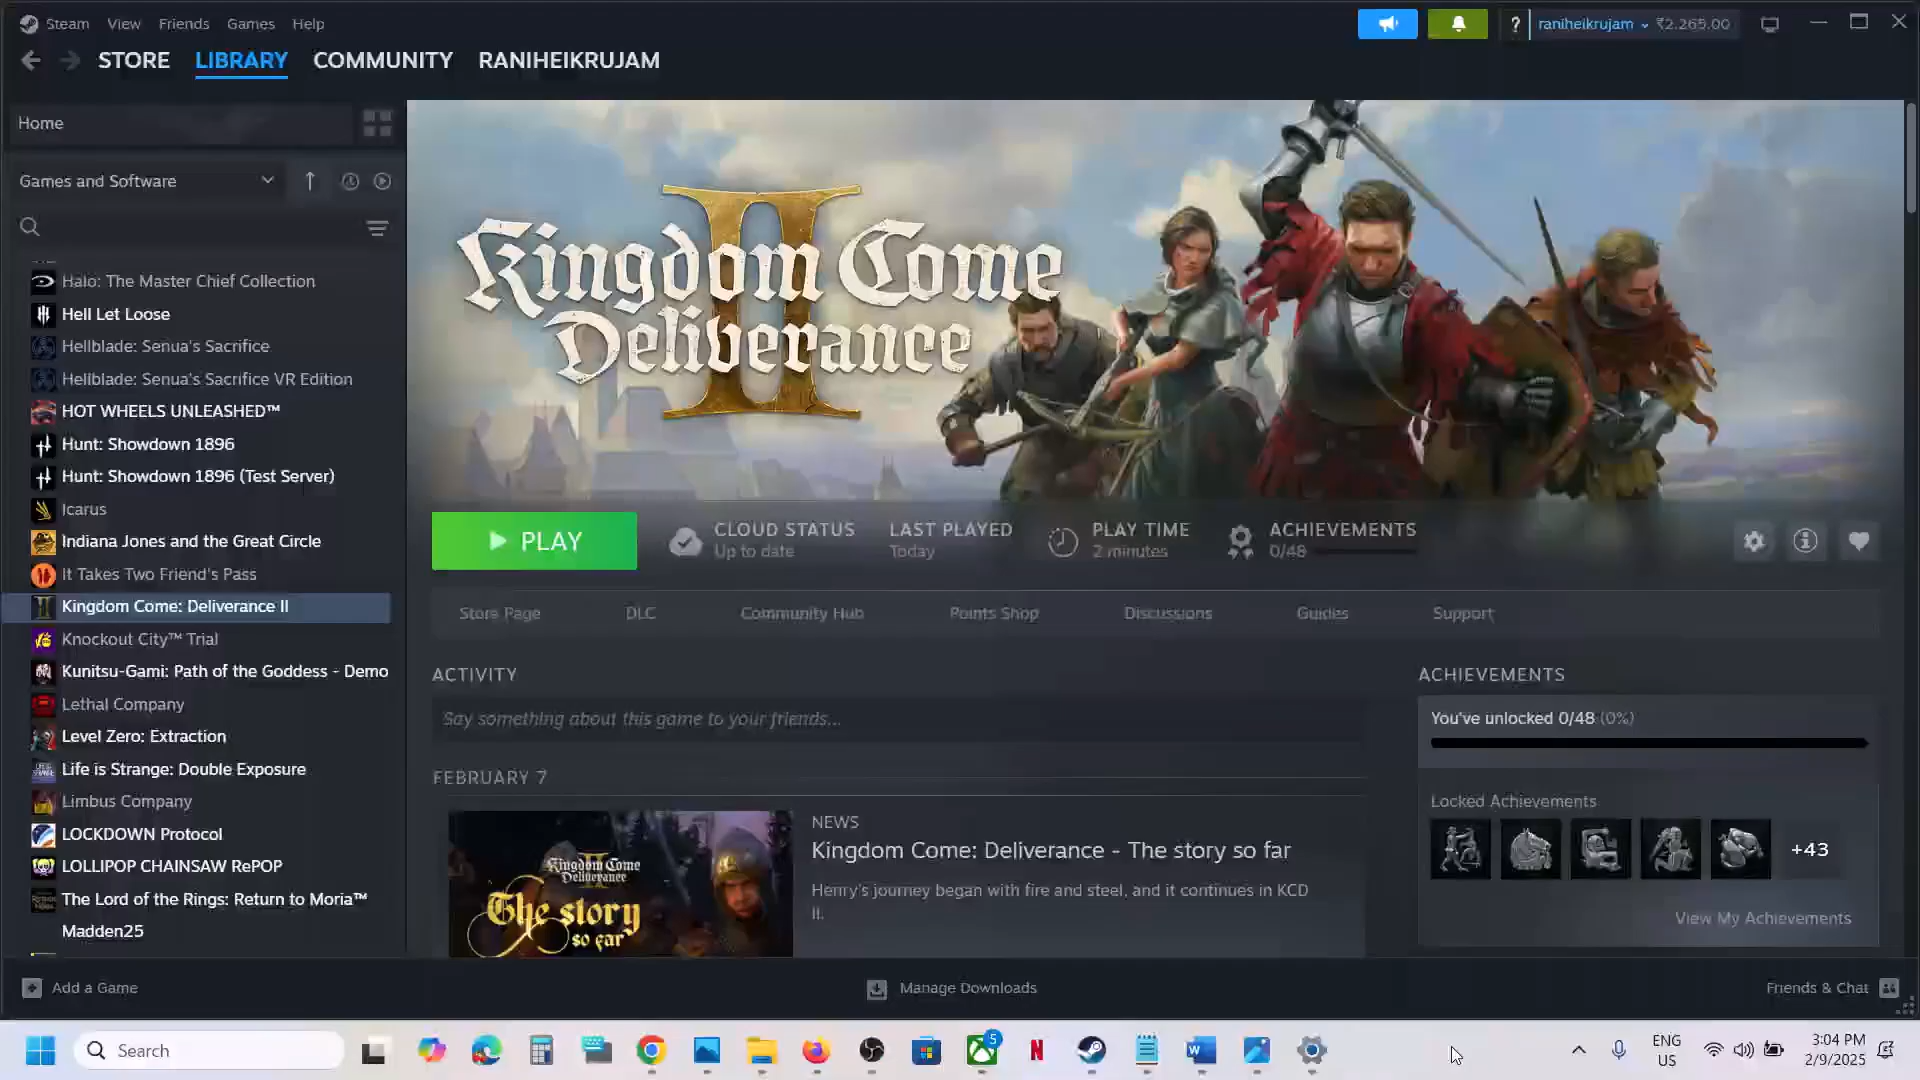 Steam View Friends Games Help
? raniheikrujam ₹2,265.00
STORE LIBRARY COMMUNITY RANIHEIKRUJAM
Home
Games and Software
Halo: The Master Chief Collection
Hell Let Loose
Hellblade: Senua's Sacrifice
Hellblade: Senua's Sacrifice VR Edition
HOT WHEELS UNLEASHED™
Hunt: Showdown 1896
Hunt: Showdown 1896 (Test Server)
Icarus
Indiana Jones and the Great Circle
It Takes Two Friend's Pass
Kingdom Come: Deliverance II
Knockout City™ Trial
Kunitsu-Gami: Path of the Goddess - Demo
Lethal Company
Level Zero: Extraction
Life is Strange: Double Exposure
Limbus Company
LOCKDOWN Protocol
LOLLIPOP CHAINSAW RePOP
The Lord of the Rings: Return to Moria™
Madden25
II
Kingdom Come
Deliverance
PLAY
CLOUD STATUS
Up to date
LAST PLAYED
Today
PLAY TIME
2 minutes
ACHIEVEMENTS
0/48
Store Page DLC Community Hub Points Shop Discussions Guides Support
ACTIVITY
Say something about this game to your friends...
FEBRUARY 7
Kingdom Come
Deliverance
II
The story
so far
NEWS
Kingdom Come: Deliverance - The story so far
Henry's journey began with fire and steel, and it continues in KCD
II.
ACHIEVEMENTS
You've unlocked 0/48 (0%)
Locked Achievements
+43
View My Achievements
Add a Game
Manage Downloads
Friends & Chat
Search
5
N
W
ENG
US
3:04 PM
2/9/2025